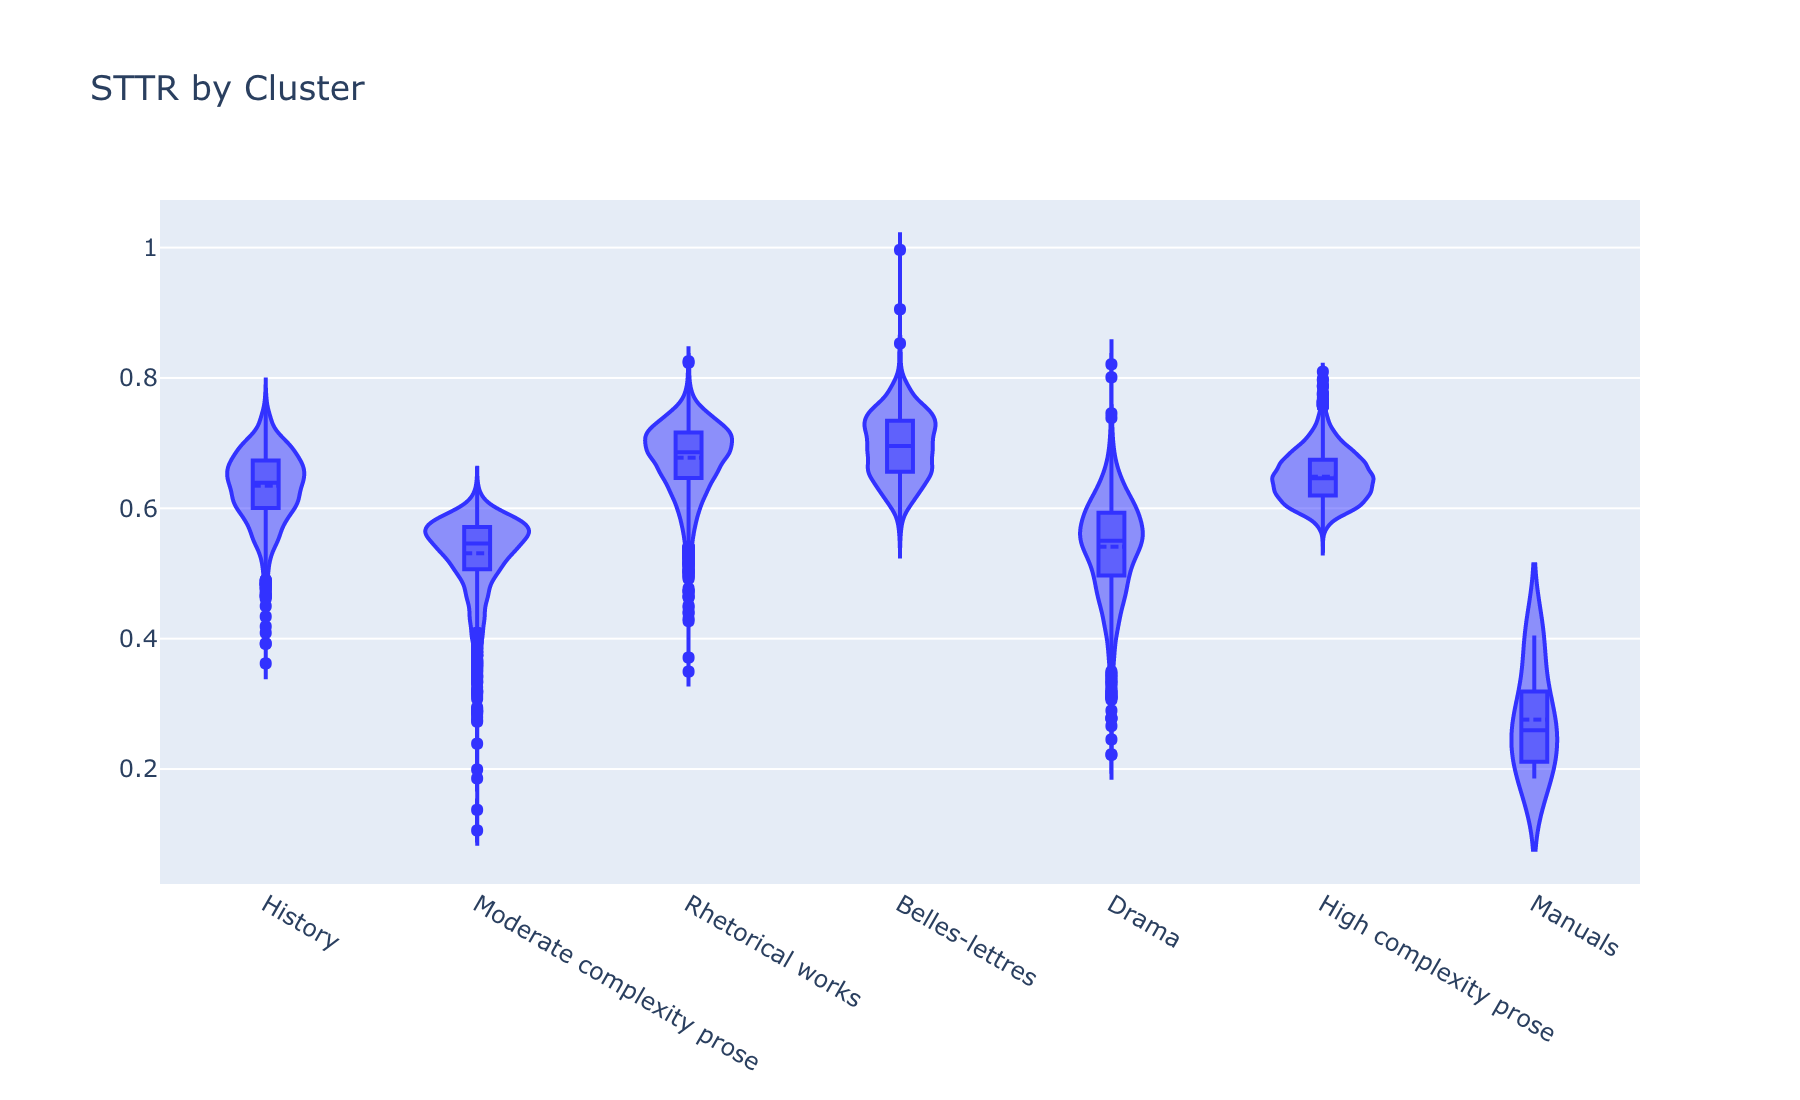 STTR by Cluster
1
0.8
0.6
0.4
0.2
History
Moderate complexity prose
Rhetorical works
Belles-lettres
Drama
High complexity prose
Manuals